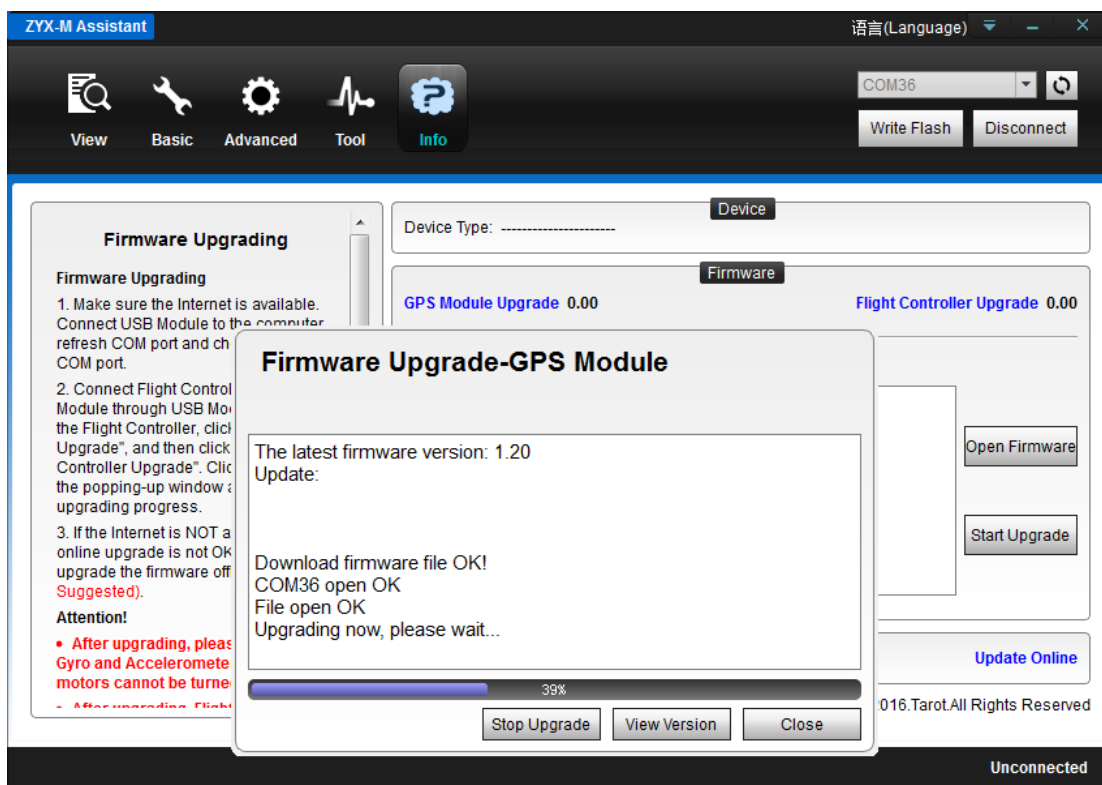 ZYX-M Assistant
语言(Language)
View
Basic
Advanced
Tool
Info
COM36
Write Flash
Disconnect
Firmware Upgrading
Firmware Upgrading
1. Make sure the Internet is available.
Connect USB Module to the computer
refresh COM port and ch
COM port.
2. Connect Flight Control
Module through USB Mo
the Flight Controller, click
Upgrade", and then click
Controller Upgrade". Clic
the popping-up window a
upgrading progress.
3. If the Internet is NOT a
online upgrade is not OK
upgrade the firmware off
Suggested).
Attention!
• After upgrading, pleas
Gyro and Acceleromete
motors cannot be turne
• After upgrading, Flight
Device
Device Type: ----------------------
Firmware
GPS Module Upgrade 0.00
Flight Controller Upgrade 0.00
Open Firmware
Start Upgrade
Update Online
016.Tarot.All Rights Reserved
Firmware Upgrade-GPS Module
The latest firmware version: 1.20
Update:
Download firmware file OK!
COM36 open OK
File open OK
Upgrading now, please wait...
39%
Stop Upgrade
View Version
Close
Unconnected